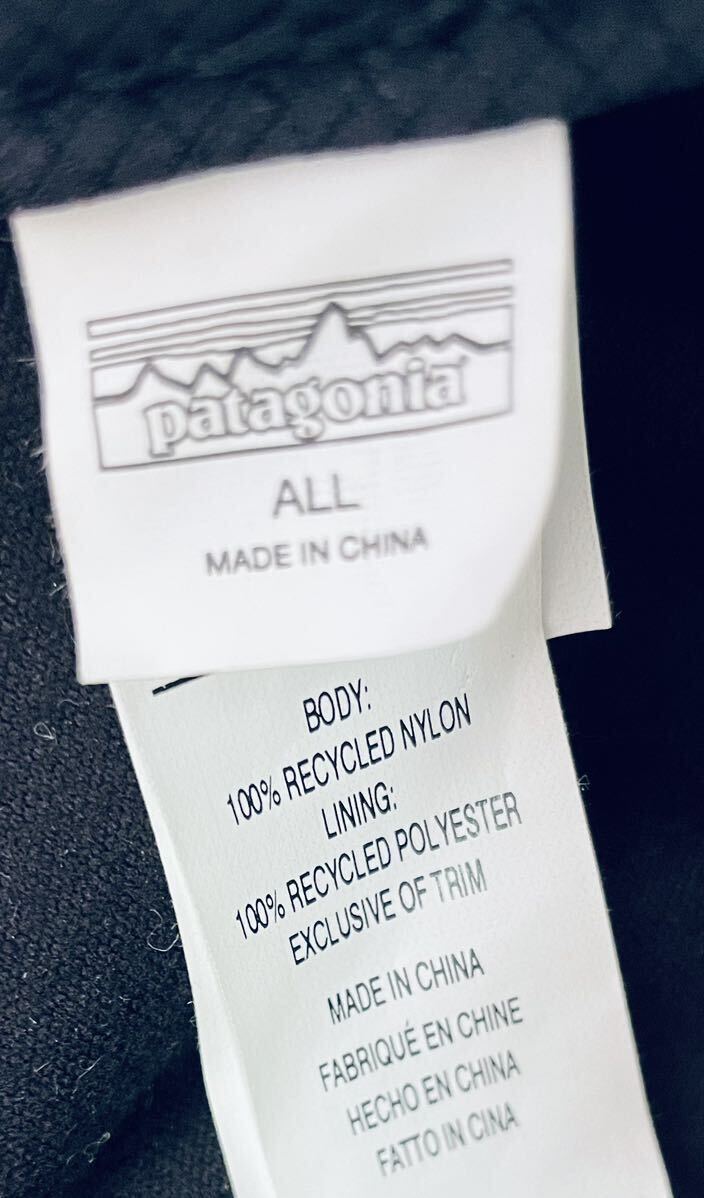 patagonia
ALL
MADE IN CHINA
BODY:
100% RECYCLED NYLON
LINING:
100% RECYCLED POLYESTER
EXCLUSIVE OF TRIM
MADE IN CHINA
FABRIQUÉ EN CHINE
HECHO EN CHINA
FATTO IN CINA